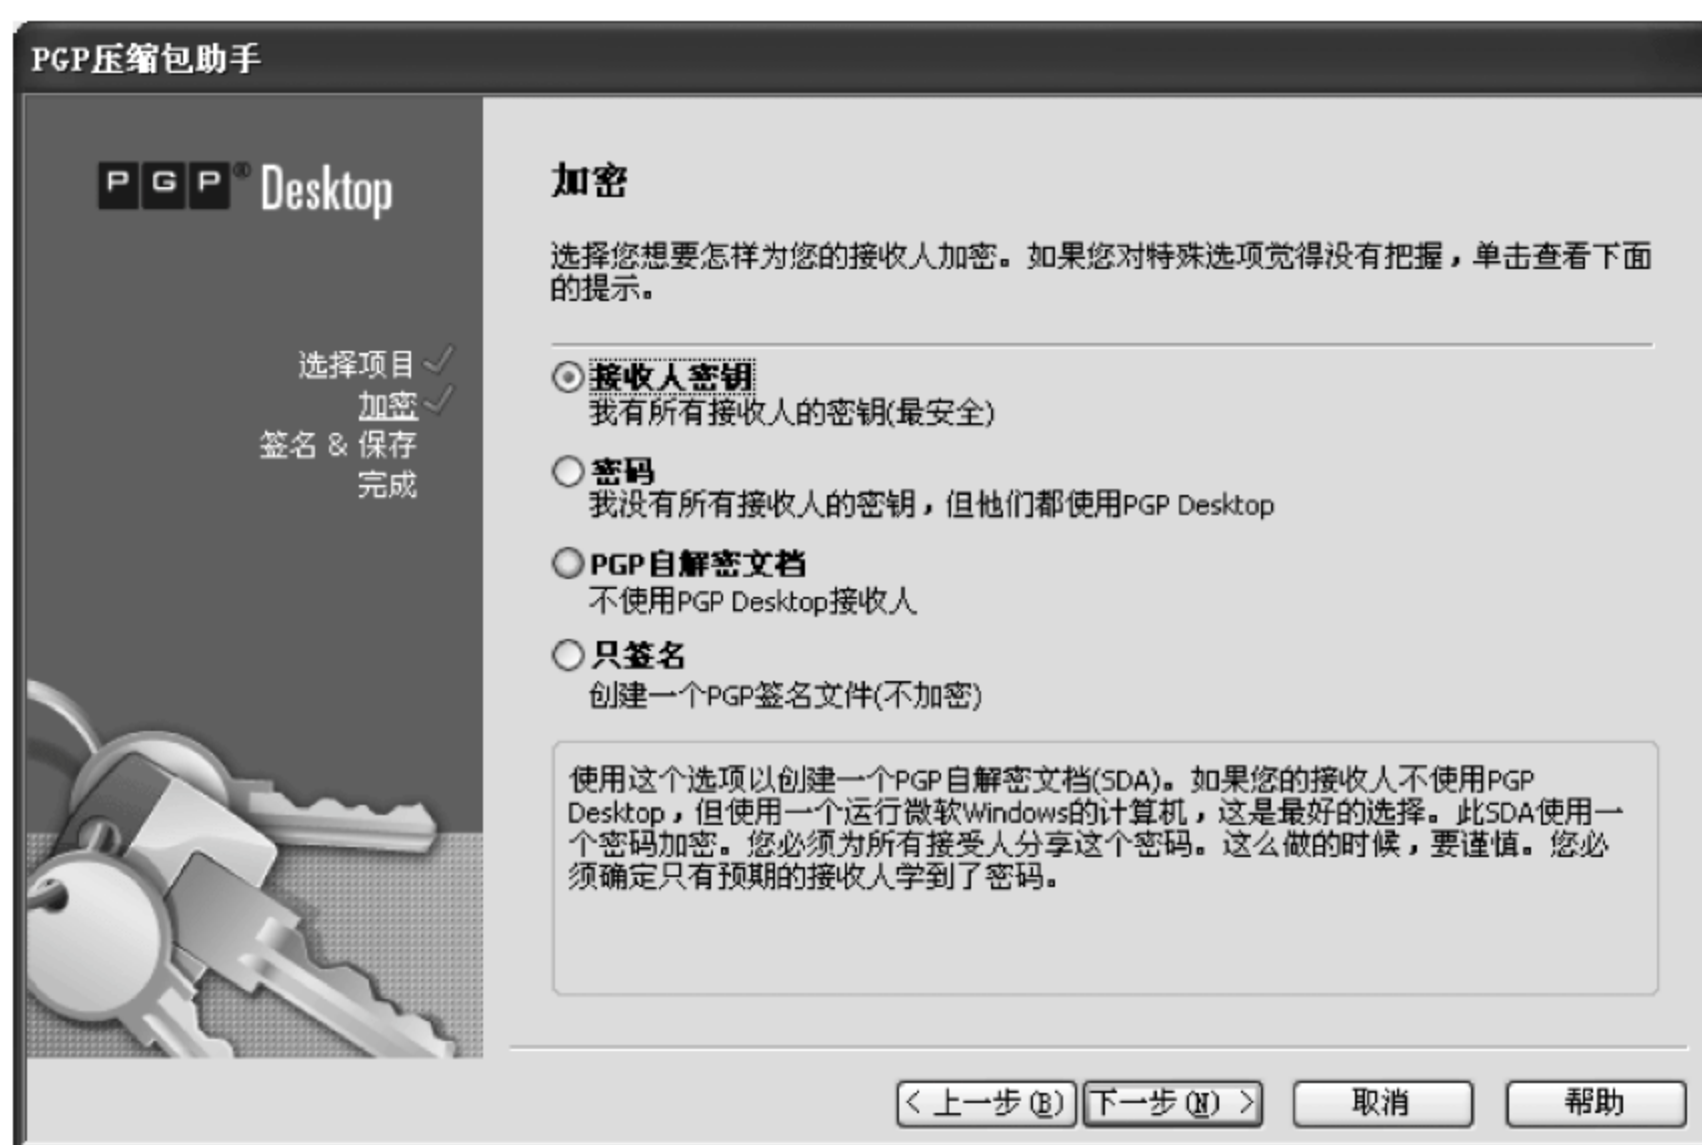 PGP压缩包助手
PGP® Desktop
选择项目
加密
签名 & 保存
完成
加密
选择您想要怎样为您的接收人加密。如果您对特殊选项觉得没有把握，单击查看下面
的提示。
接收人密钥
我有所有接收人的密钥(最安全)
密码
我没有所有接收人的密钥，但他们都使用PGP Desktop
PGP自解密文档
不使用PGP Desktop接收人
只签名
创建一个PGP签名文件(不加密)
使用这个选项以创建一个PGP自解密文档(SDA)。如果您的接收人不使用PGP
Desktop，但使用一个运行微软Windows的计算机，这是最好的选择。此SDA使用一
个密码加密。您必须为所有接受人分享这个密码。这么做的时候，要谨慎。您必
须确定只有预期的接收人学到了密码。
< 上一步(B) 下一步(N) > 取消 帮助